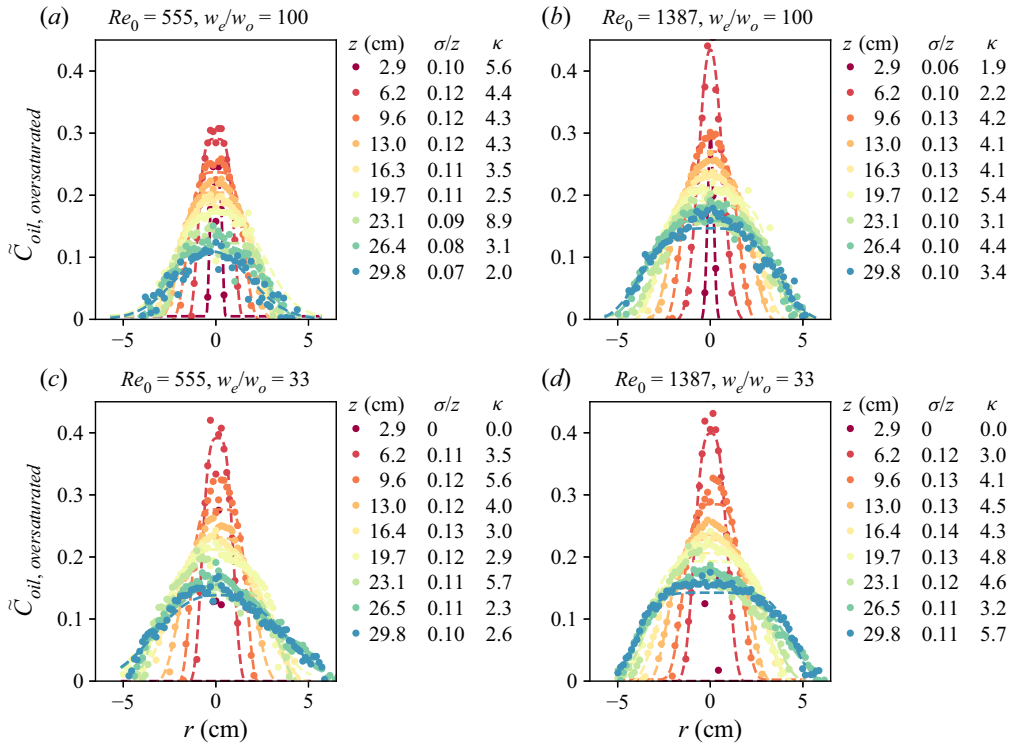 (a) Re0 = 555, we/wo = 100
z (cm) σ/z κ
2.9 0.10 5.6
6.2 0.12 4.4
9.6 0.12 4.3
13.0 0.12 4.3
16.3 0.11 3.5
19.7 0.11 2.5
23.1 0.09 8.9
26.4 0.08 3.1
29.8 0.07 2.0
0.4
0.3
0.2
0.1
0
C̃oil, oversaturated
−5 0 5
(b) Re0 = 1387, we/wo = 100
z (cm) σ/z κ
2.9 0.06 1.9
6.2 0.10 2.2
9.6 0.13 4.2
13.0 0.13 4.1
16.3 0.13 4.1
19.7 0.12 5.4
23.1 0.10 3.1
26.4 0.10 4.4
29.8 0.10 3.4
0.4
0.3
0.2
0.1
0
−5 0 5
(c) Re0 = 555, we/wo = 33
z (cm) σ/z κ
2.9 0 0.0
6.2 0.11 3.5
9.6 0.12 5.6
13.0 0.12 4.0
16.4 0.13 3.0
19.7 0.12 2.9
23.1 0.11 5.7
26.5 0.11 2.3
29.8 0.10 2.6
0.4
0.3
0.2
0.1
0
C̃oil, oversaturated
−5 0 5
r (cm)
(d) Re0 = 1387, we/wo = 33
z (cm) σ/z κ
2.9 0 0.0
6.2 0.12 3.0
9.6 0.13 4.1
13.0 0.13 4.5
16.4 0.14 4.3
19.7 0.13 4.8
23.1 0.12 4.6
26.5 0.11 3.2
29.8 0.11 5.7
0.4
0.3
0.2
0.1
0
−5 0 5
r (cm)